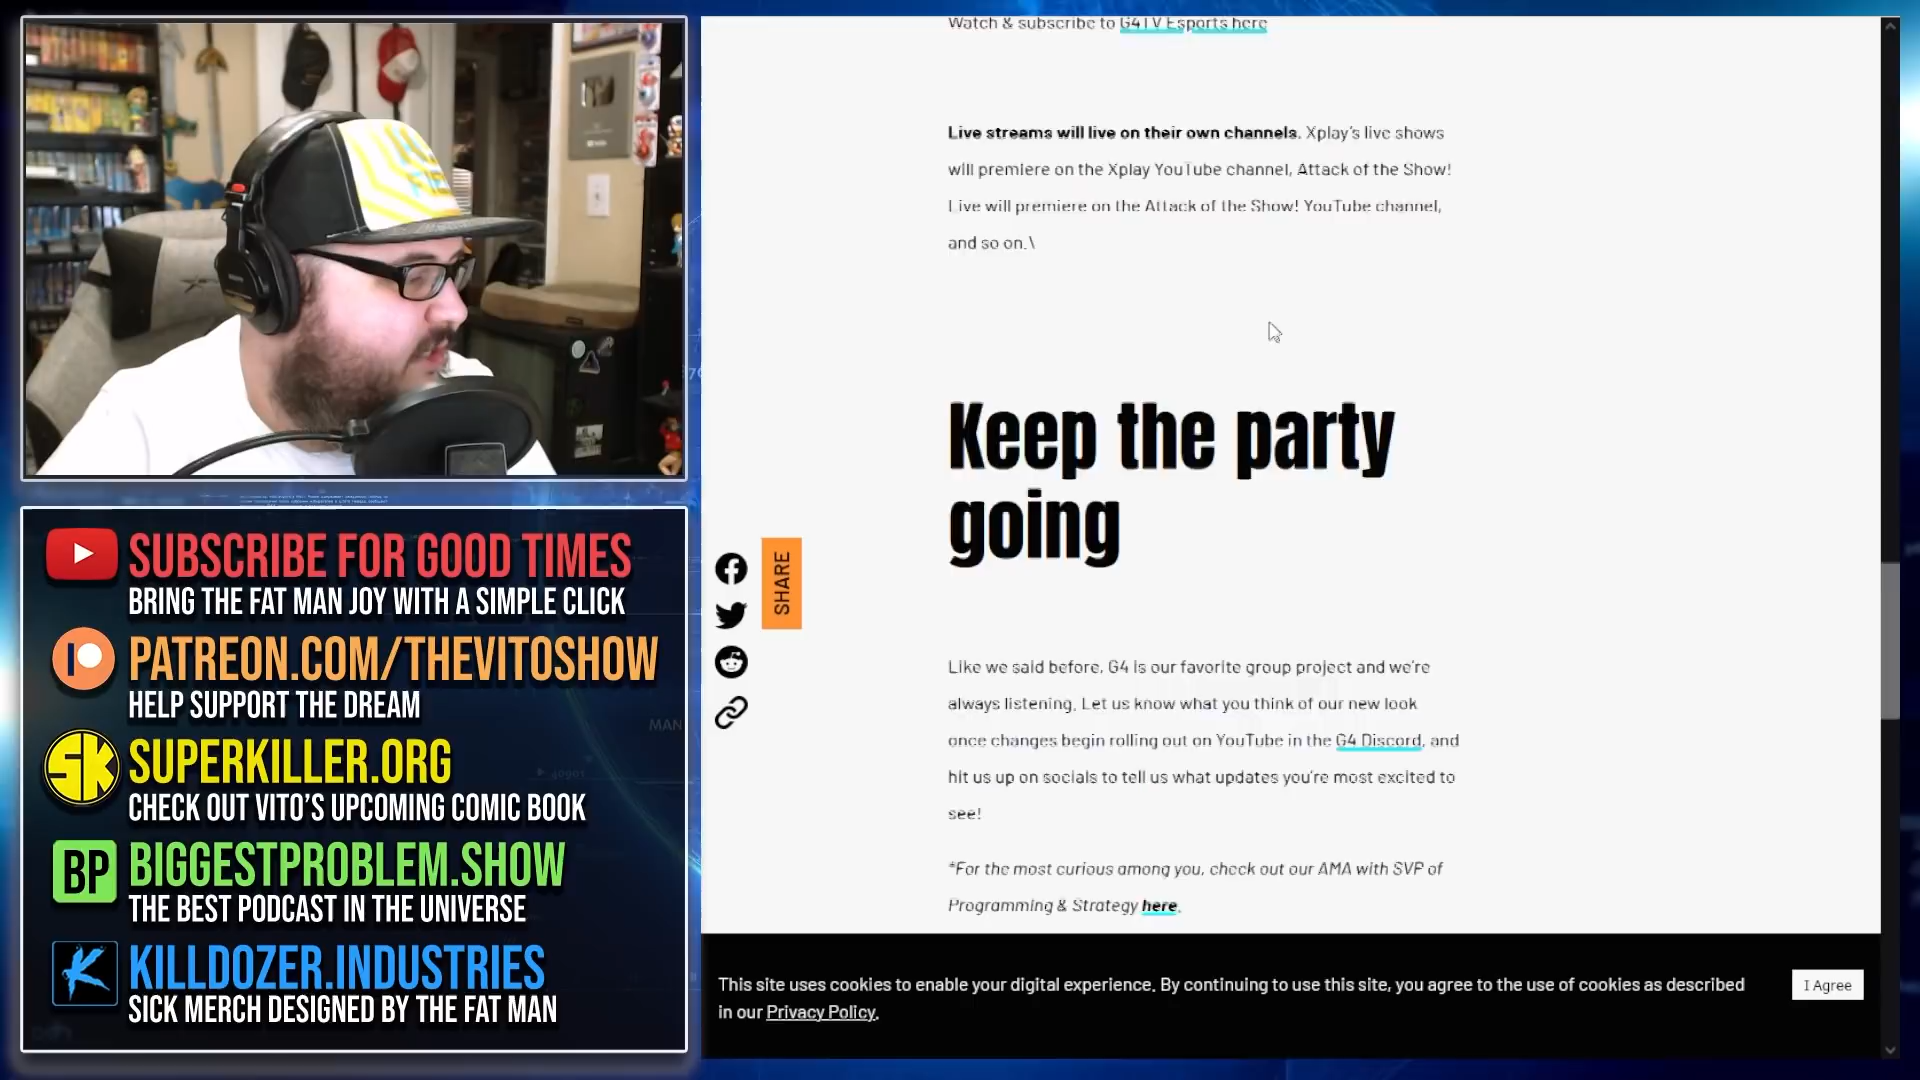 Watch & subscribe to G4TV Esports here
Live streams will live on their own channels. Xplay's live shows
will premiere on the Xplay YouTube channel, Attack of the Show!
Live will premiere on the Attack of the Show! YouTube channel,
and so on.\
Keep the party
going
SHARE
Like we said before, G4 is our favorite group project and we're
always listening. Let us know what you think of our new look
once changes begin rolling out on YouTube in the G4 Discord, and
hit us up on socials to tell us what updates you're most excited to
see!
*For the most curious among you, check out our AMA with SVP of
Programming & Strategy here.
This site uses cookies to enable your digital experience. By continuing to use this site, you agree to the use of cookies as described
in our Privacy Policy.
I Agree
SUBSCRIBE FOR GOOD TIMES
BRING THE FAT MAN JOY WITH A SIMPLE CLICK
PATREON.COM/THEVITOSHOW
HELP SUPPORT THE DREAM
SK
SUPERKILLER.ORG
CHECK OUT VITO'S UPCOMING COMIC BOOK
BP
BIGGESTPROBLEM.SHOW
THE BEST PODCAST IN THE UNIVERSE
KILLDOZER.INDUSTRIES
SICK MERCH DESIGNED BY THE FAT MAN
MAN